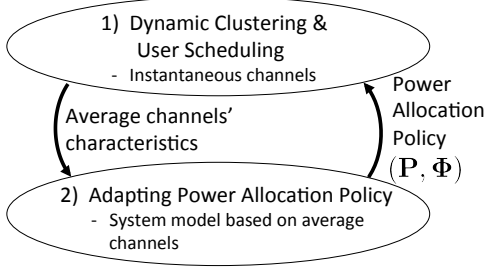 1) Dynamic Clustering &
User Scheduling
- Instantaneous channels
Average channels'
characteristics
Power
Allocation
Policy
(P, Φ)
2) Adapting Power Allocation Policy
- System model based on average
channels